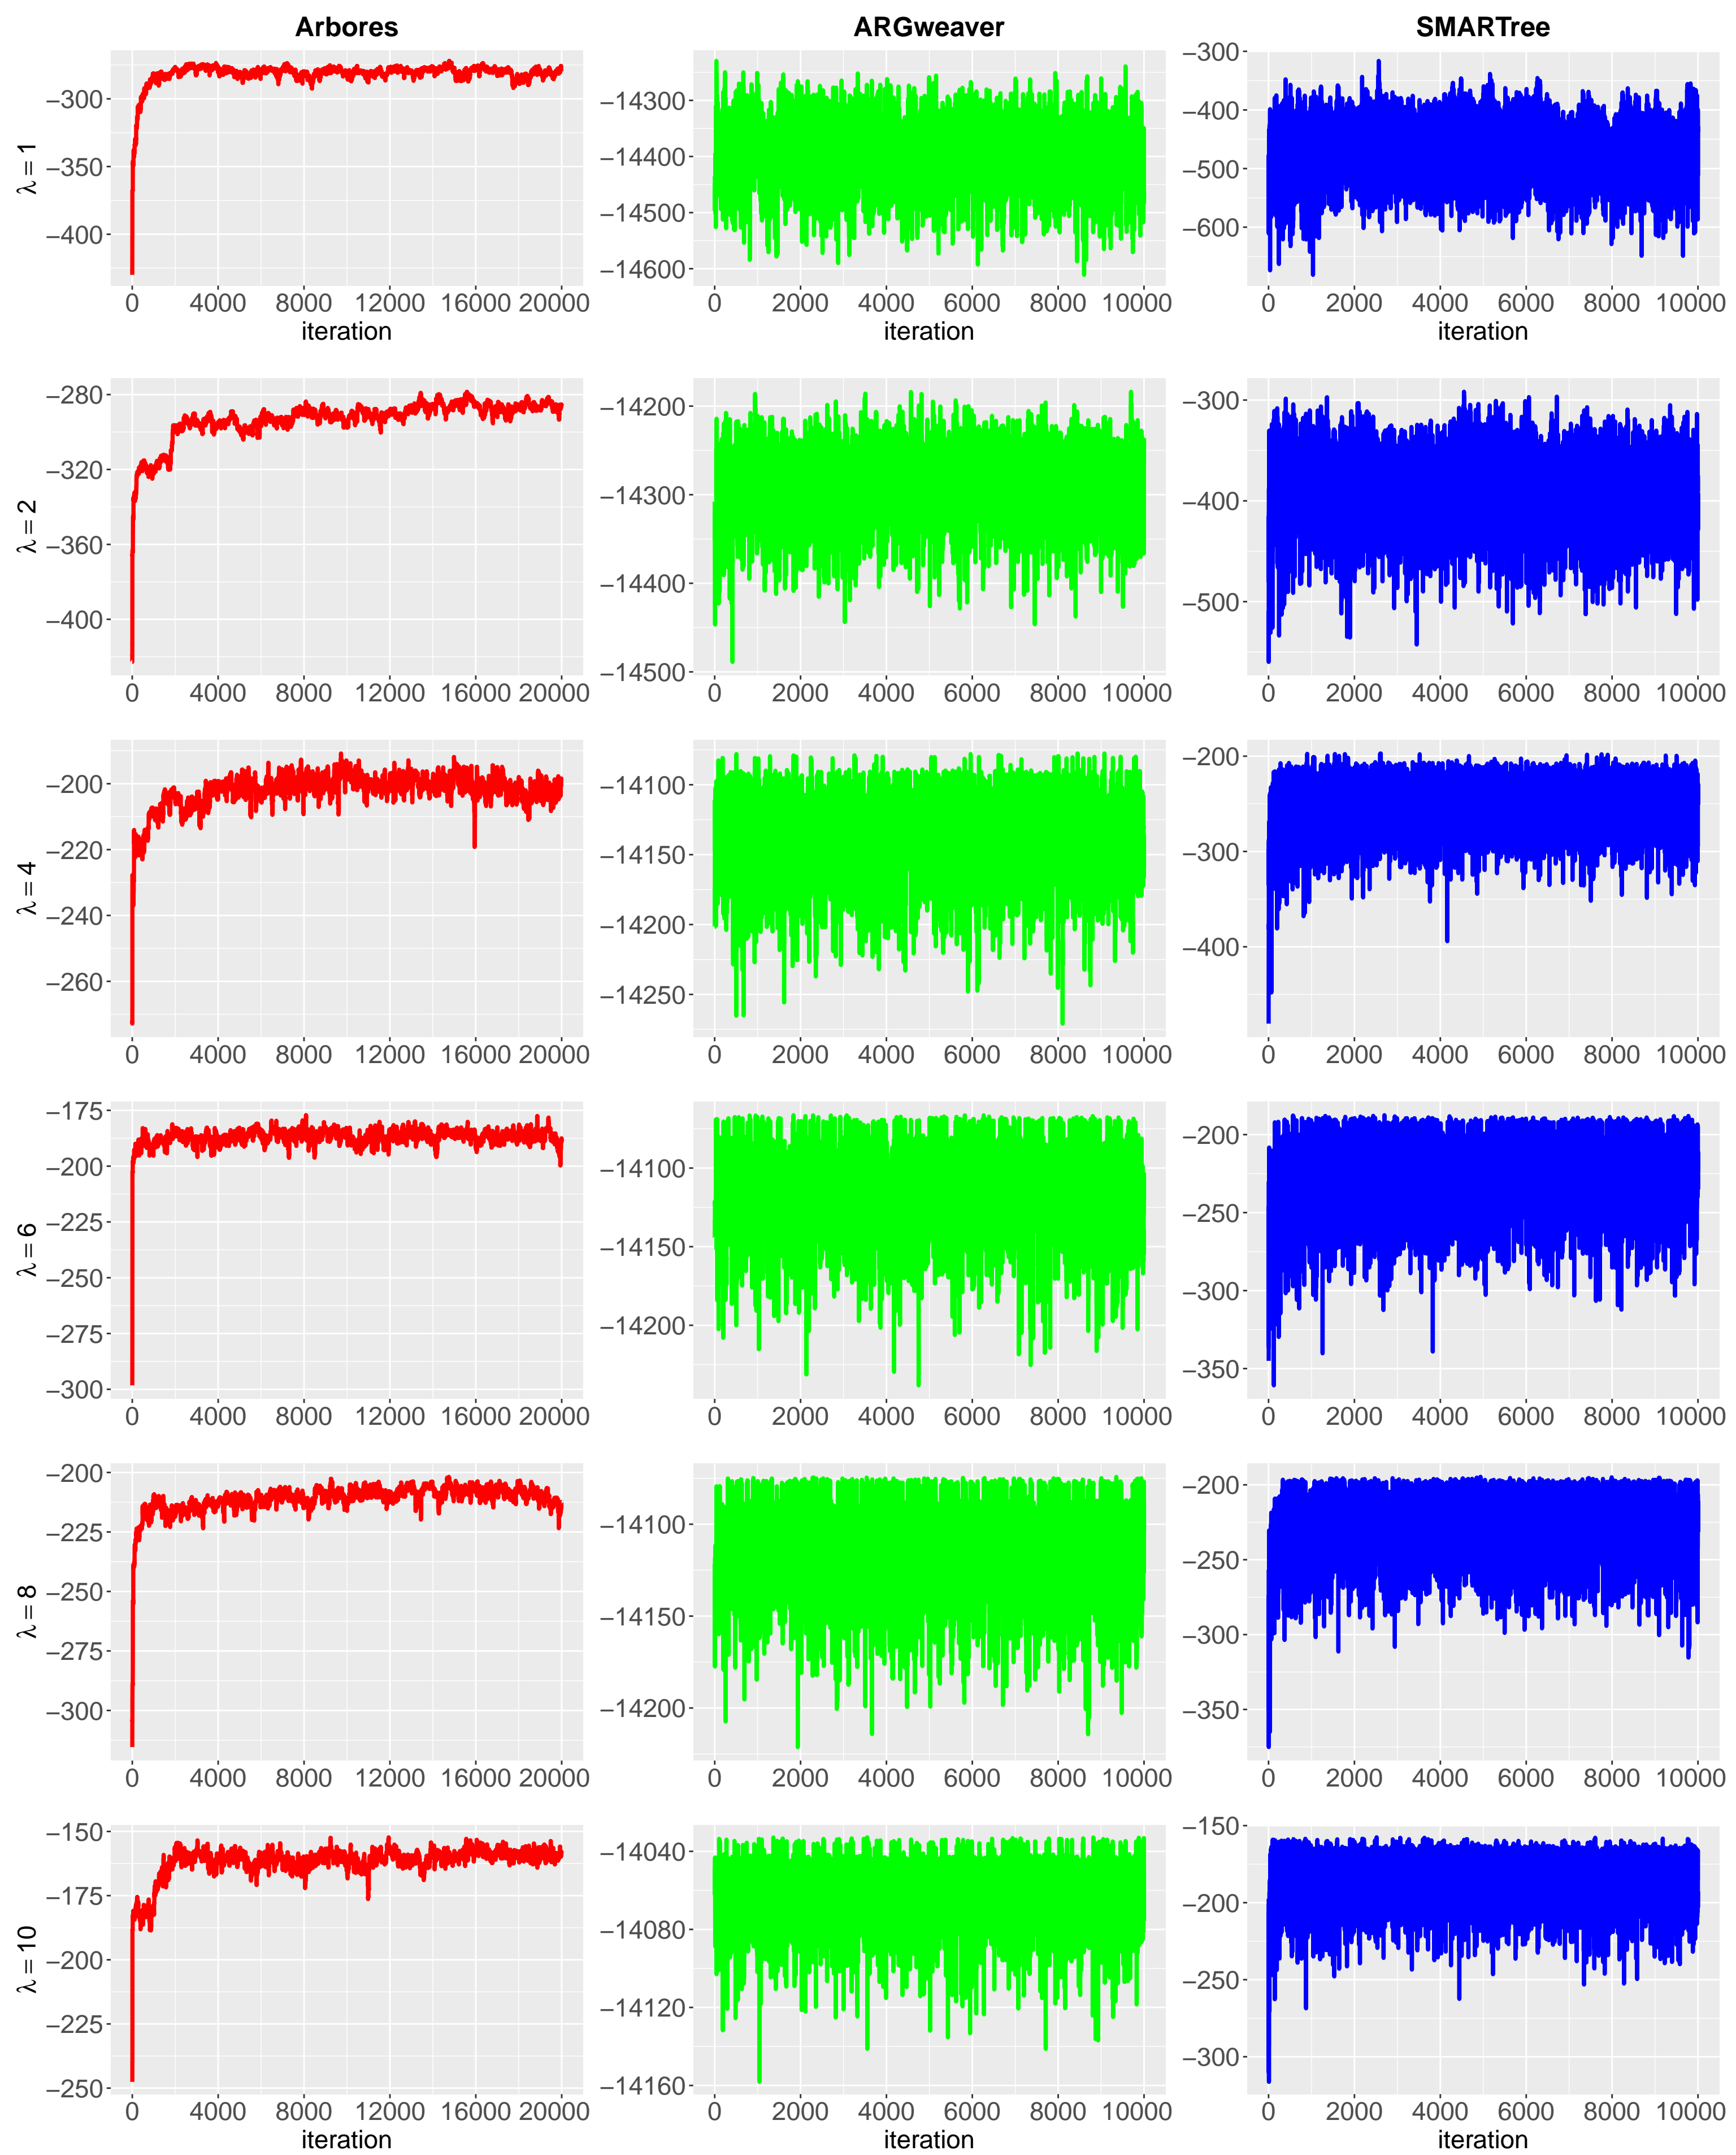 Arbores ARGweaver SMARTree
λ = 1
−300
−350
−400
0 4000 8000 12000 16000 20000
iteration
−14300
−14400
−14500
−14600
0 2000 4000 6000 8000 10000
iteration
−300
−400
−500
−600
0 2000 4000 6000 8000 10000
iteration
λ = 2
−280
−320
−360
−400
0 4000 8000 12000 16000 20000
−14200
−14300
−14400
−14500
0 2000 4000 6000 8000 10000
−300
−400
−500
0 2000 4000 6000 8000 10000
λ = 4
−200
−220
−240
−260
0 4000 8000 12000 16000 20000
−14100
−14150
−14200
−14250
0 2000 4000 6000 8000 10000
−200
−300
−400
0 2000 4000 6000 8000 10000
λ = 6
−175
−200
−225
−250
−275
−300
0 4000 8000 12000 16000 20000
−14100
−14150
−14200
0 2000 4000 6000 8000 10000
−200
−250
−300
−350
0 2000 4000 6000 8000 10000
λ = 8
−200
−225
−250
−275
−300
0 4000 8000 12000 16000 20000
−14100
−14150
−14200
0 2000 4000 6000 8000 10000
−200
−250
−300
−350
0 2000 4000 6000 8000 10000
λ = 10
−150
−175
−200
−225
−250
0 4000 8000 12000 16000 20000
iteration
−14040
−14080
−14120
−14160
0 2000 4000 6000 8000 10000
iteration
−150
−200
−250
−300
0 2000 4000 6000 8000 10000
iteration